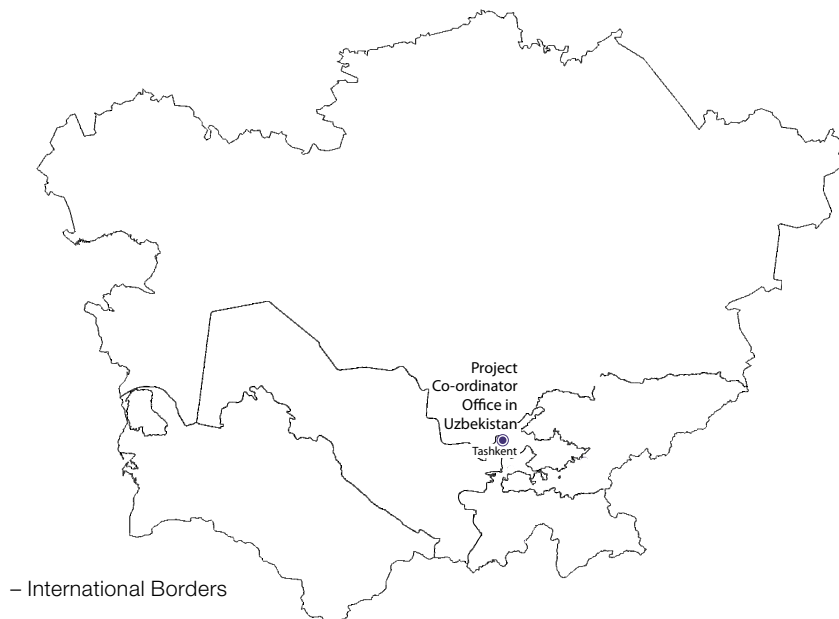 Project
Co-ordinator
Office in
Uzbekistan
Tashkent
– International Borders